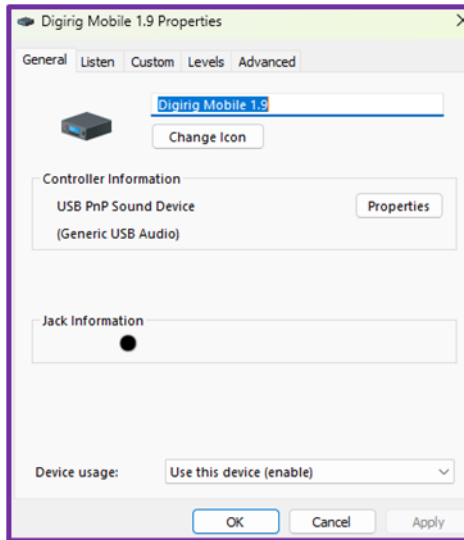 Digirig Mobile 1.9 Properties
General Listen Custom Levels Advanced
Digirig Mobile 1.9
Change Icon
Controller Information
USB PnP Sound Device
Properties
(Generic USB Audio)
Jack Information
Device usage: Use this device (enable)
OK Cancel Apply